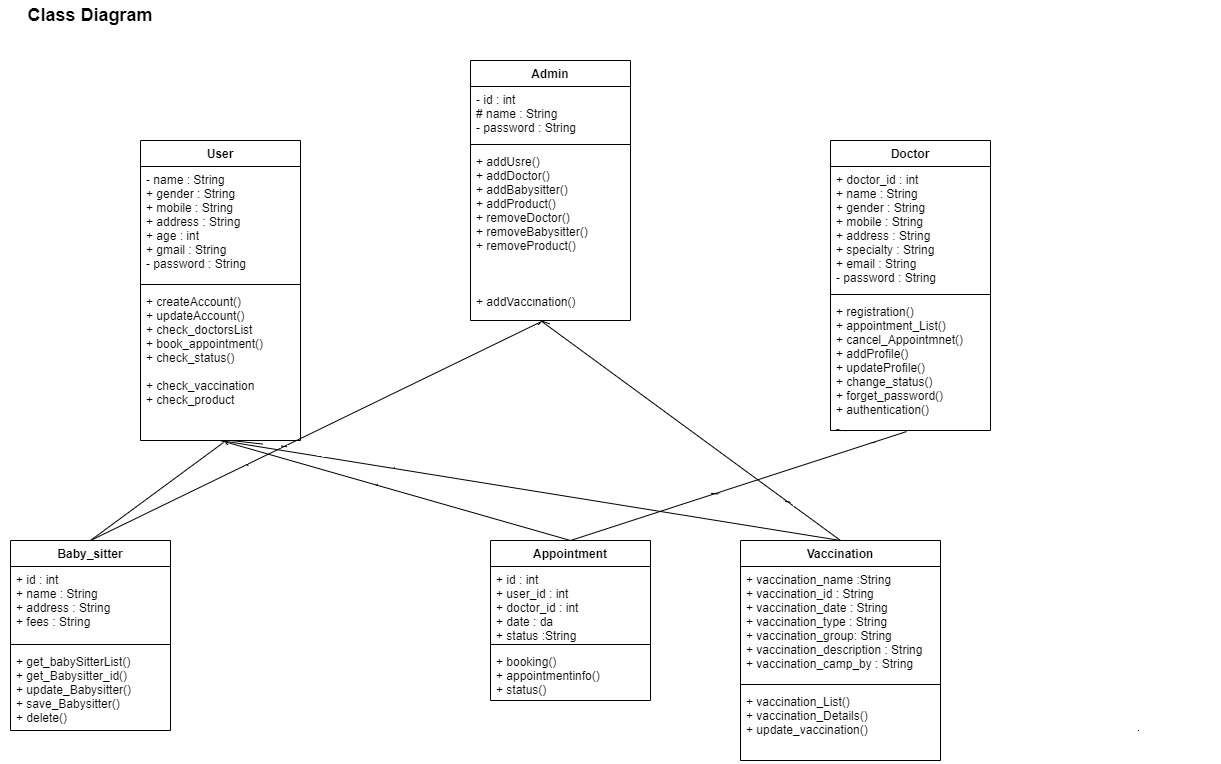 Class Diagram
Admin
- id : int
# name : String
- password : String
+ addUsre()
+ addDoctor()
+ addBabysitter()
+ addProduct()
+ removeDoctor()
+ removeBabysitter()
+ removeProduct()
+ addVaccination()
User
- name : String
+ gender : String
+ mobile : String
+ address : String
+ age : int
+ gmail : String
- password : String
+ createAccount()
+ updateAccount()
+ check_doctorsList
+ book_appointment()
+ check_status()
+ check_vaccination
+ check_product
Doctor
+ doctor_id : int
+ name : String
+ gender : String
+ mobile : String
+ address : String
+ specialty : String
+ email : String
- password : String
+ registration()
+ appointment_List()
+ cancel_Appointmnet()
+ addProfile()
+ updateProfile()
+ change_status()
+ forget_password()
+ authentication()
Baby_sitter
+ id : int
+ name : String
+ address : String
+ fees : String
+ get_babySitterList()
+ get_Babysitter_id()
+ update_Babysitter()
+ save_Babysitter()
+ delete()
Appointment
+ id : int
+ user_id : int
+ doctor_id : int
+ date : da
+ status :String
+ booking()
+ appointmentinfo()
+ status()
Vaccination
+ vaccination_name :String
+ vaccination_id : String
+ vaccination_date : String
+ vaccination_type : String
+ vaccination_group: String
+ vaccination_description : String
+ vaccination_camp_by : String
+ vaccination_List()
+ vaccination_Details()
+ update_vaccination()